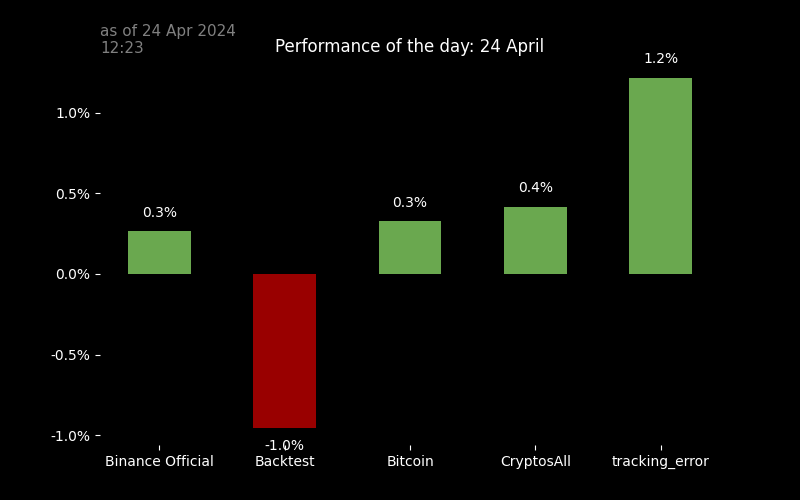 as of 24 Apr 2024
12:23
Performance of the day: 24 April
1.2%
1.0%
0.5%
0.4%
0.3%
0.3%
0.0%
-0.5%
-1.0%
-1.0%
Binance Official
Backtest
Bitcoin
CryptosAll
tracking_error